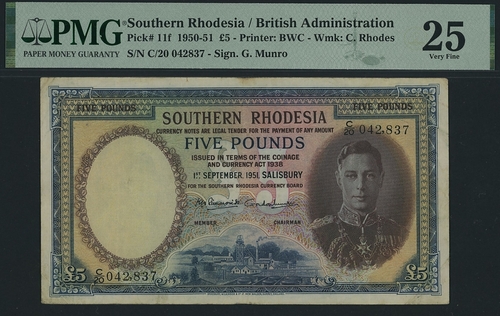 PMG
PAPER MONEY GUARANTY
Southern Rhodesia / British Administration
Pick# 11f 1950-51 £5 - Printer: BWC - Wmk: C. Rhodes
S/N C/20 042837 - Sign. G. Munro
25
Very Fine
FIVE POUNDS
FIVE POUNDS
SOUTHERN RHODESIA
CURRENCY NOTES ARE LEGAL TENDER FOR THE PAYMENT OF ANY AMOUNT
C/20 042,837
FIVE POUNDS
ISSUED IN TERMS OF THE COINAGE
AND CURRENCY ACT 1938
1ST SEPTEMBER, 1951, SALISBURY
FOR THE SOUTHERN RHODESIA CURRENCY BOARD
MEMBER
CHAIRMAN
C/20 042,837
£5
£5